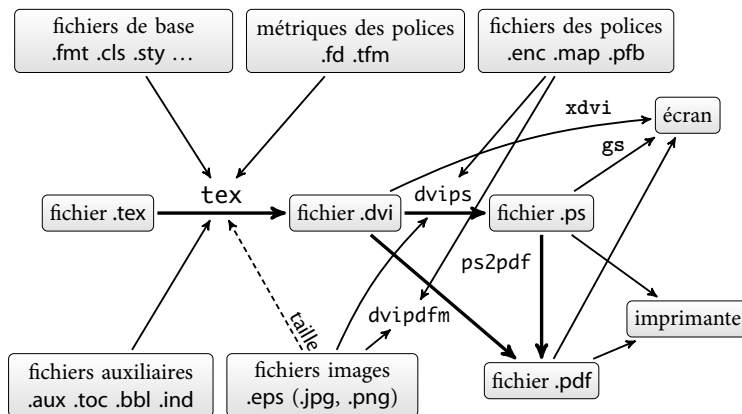 fichiers de base
.fmt .cls .sty …
métriques des polices
.fd .tfm
fichiers des polices
.enc .map .pfb
xdvi
écran
gs
tex
dvips
fichier .tex
fichier .dvi
fichier .ps
ps2pdf
taille
dvipdfm
imprimante
fichiers auxiliaires
.aux .toc .bbl .ind
fichiers images
.eps (.jpg, .png)
fichier .pdf